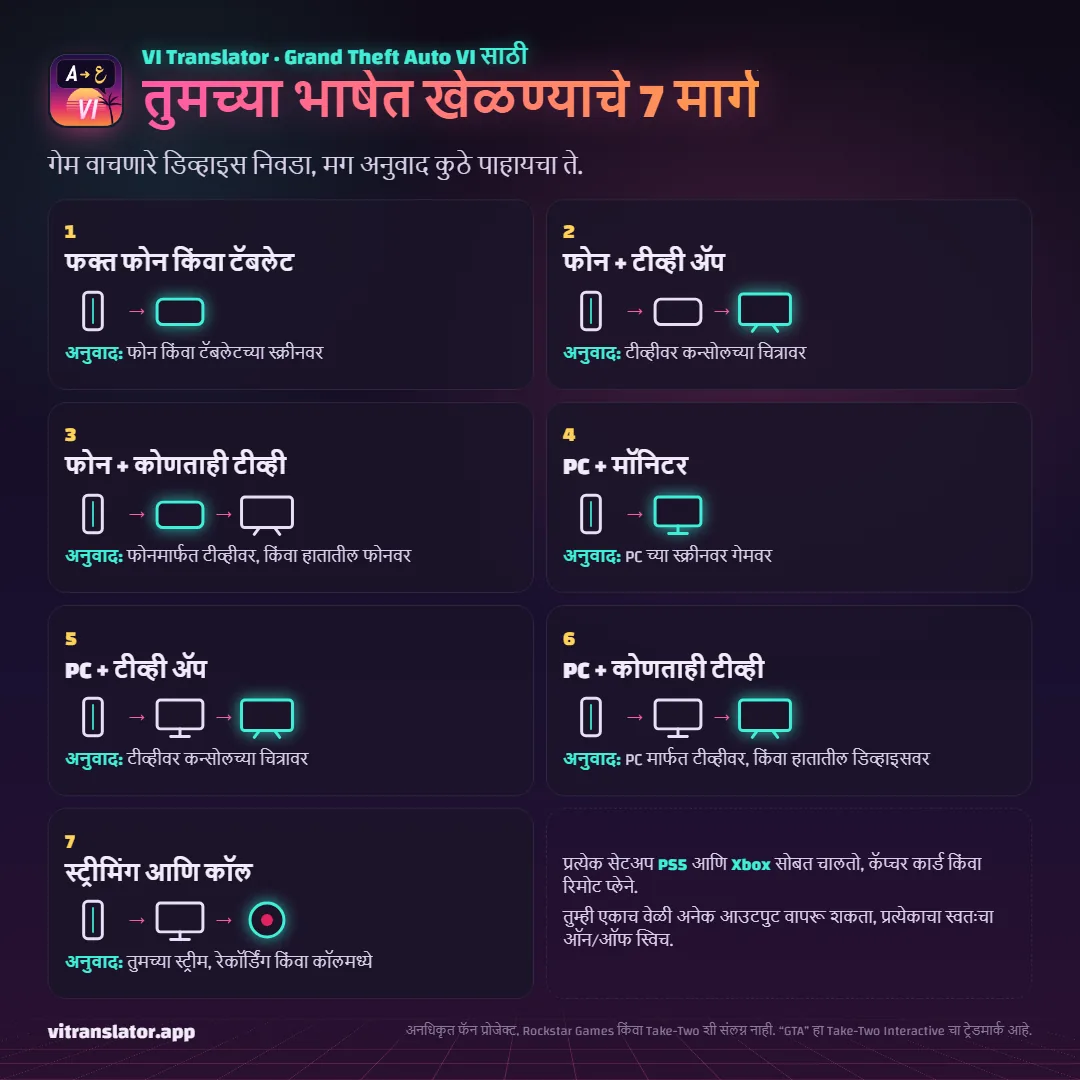 A→ع
VI
VI Translator · Grand Theft Auto VI साठी
तुमच्या भाषेत खेळण्याचे 7 मार्ग
गेम वाचणारे डिव्हाइस निवडा, मग अनुवाद कुठे पाहायचा ते.
1
फक्त फोन किंवा टॅबलेट
→
अनुवाद: फोन किंवा टॅबलेटच्या स्क्रीनवर
2
फोन + टीव्ही ॲप
→ →
अनुवाद: टीव्हीवर कन्सोलच्या चित्रावर
3
फोन + कोणताही टीव्ही
→ →
अनुवाद: फोनमार्फत टीव्हीवर, किंवा हातातील फोनवर
4
PC + मॉनिटर
→
अनुवाद: PC च्या स्क्रीनवर गेमवर
5
PC + टीव्ही ॲप
→ →
अनुवाद: टीव्हीवर कन्सोलच्या चित्रावर
6
PC + कोणताही टीव्ही
→ →
अनुवाद: PC मार्फत टीव्हीवर, किंवा हातातील डिव्हाइसवर
7
स्ट्रीमिंग आणि कॉल
→ →
अनुवाद: तुमच्या स्ट्रीम, रेकॉर्डिंग किंवा कॉलमध्ये
प्रत्येक सेटअप PS5 आणि Xbox सोबत चालतो, कॅप्चर कार्ड किंवा
रिमोट प्लेने.
तुम्ही एकाच वेळी अनेक आउटपुट वापरू शकता, प्रत्येकाचा स्वतःचा
ऑन/ऑफ स्विच.
vitranslator.app
अनधिकृत फॅन प्रोजेक्ट, Rockstar Games किंवा Take-Two शी संलग्न नाही. “GTA” हा Take-Two Interactive चा ट्रेडमार्क आहे.